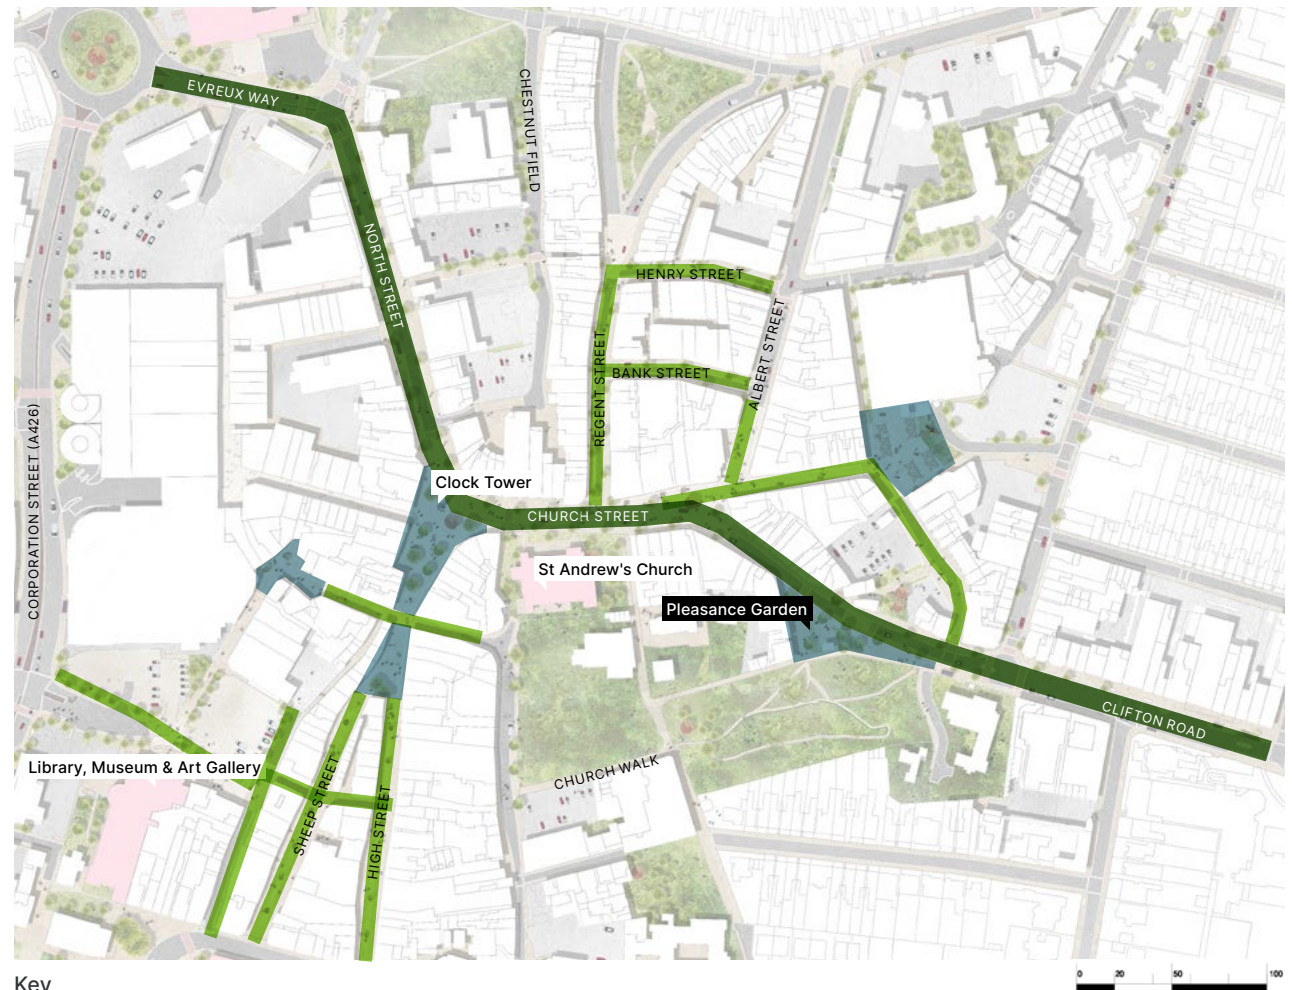 EVREUX WAY
CHESTNUT FIELD
NORTH STREET
HENRY STREET
REGENT STREET
BANK STREET
ALBERT STREET
CORPORATION STREET (A426)
Clock Tower
CHURCH STREET
St Andrew's Church
Pleasance Garden
CLIFTON ROAD
CHURCH WALK
Library, Museum & Art Gallery
SHEEP STREET
HIGH STREET
Key
0 20 50 100